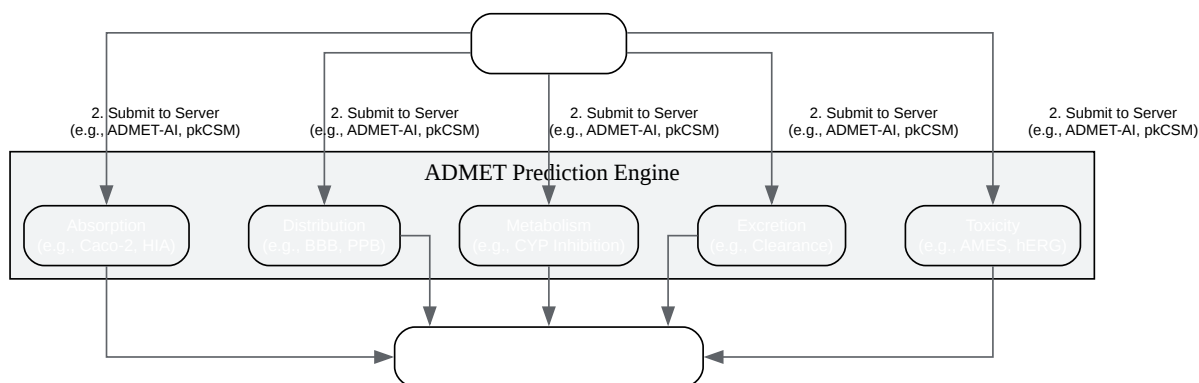 2. Submit to Server
(e.g., ADMET-AI, pkCSM)
2. Submit to Server
(e.g., ADMET-AI, pkCSM)
2. Submit to Server
(e.g., ADMET-AI, pkCSM)
2. Submit to Server
(e.g., ADMET-AI, pkCSM)
2. Submit to Server
(e.g., ADMET-AI, pkCSM)
ADMET Prediction Engine
Absorption
(e.g., Caco-2, HIA)
Distribution
(e.g., BBB, PPB)
Metabolism
(e.g., CYP Inhibition)
Excretion
(e.g., Clearance)
Toxicity
(e.g., AMES, hERG)